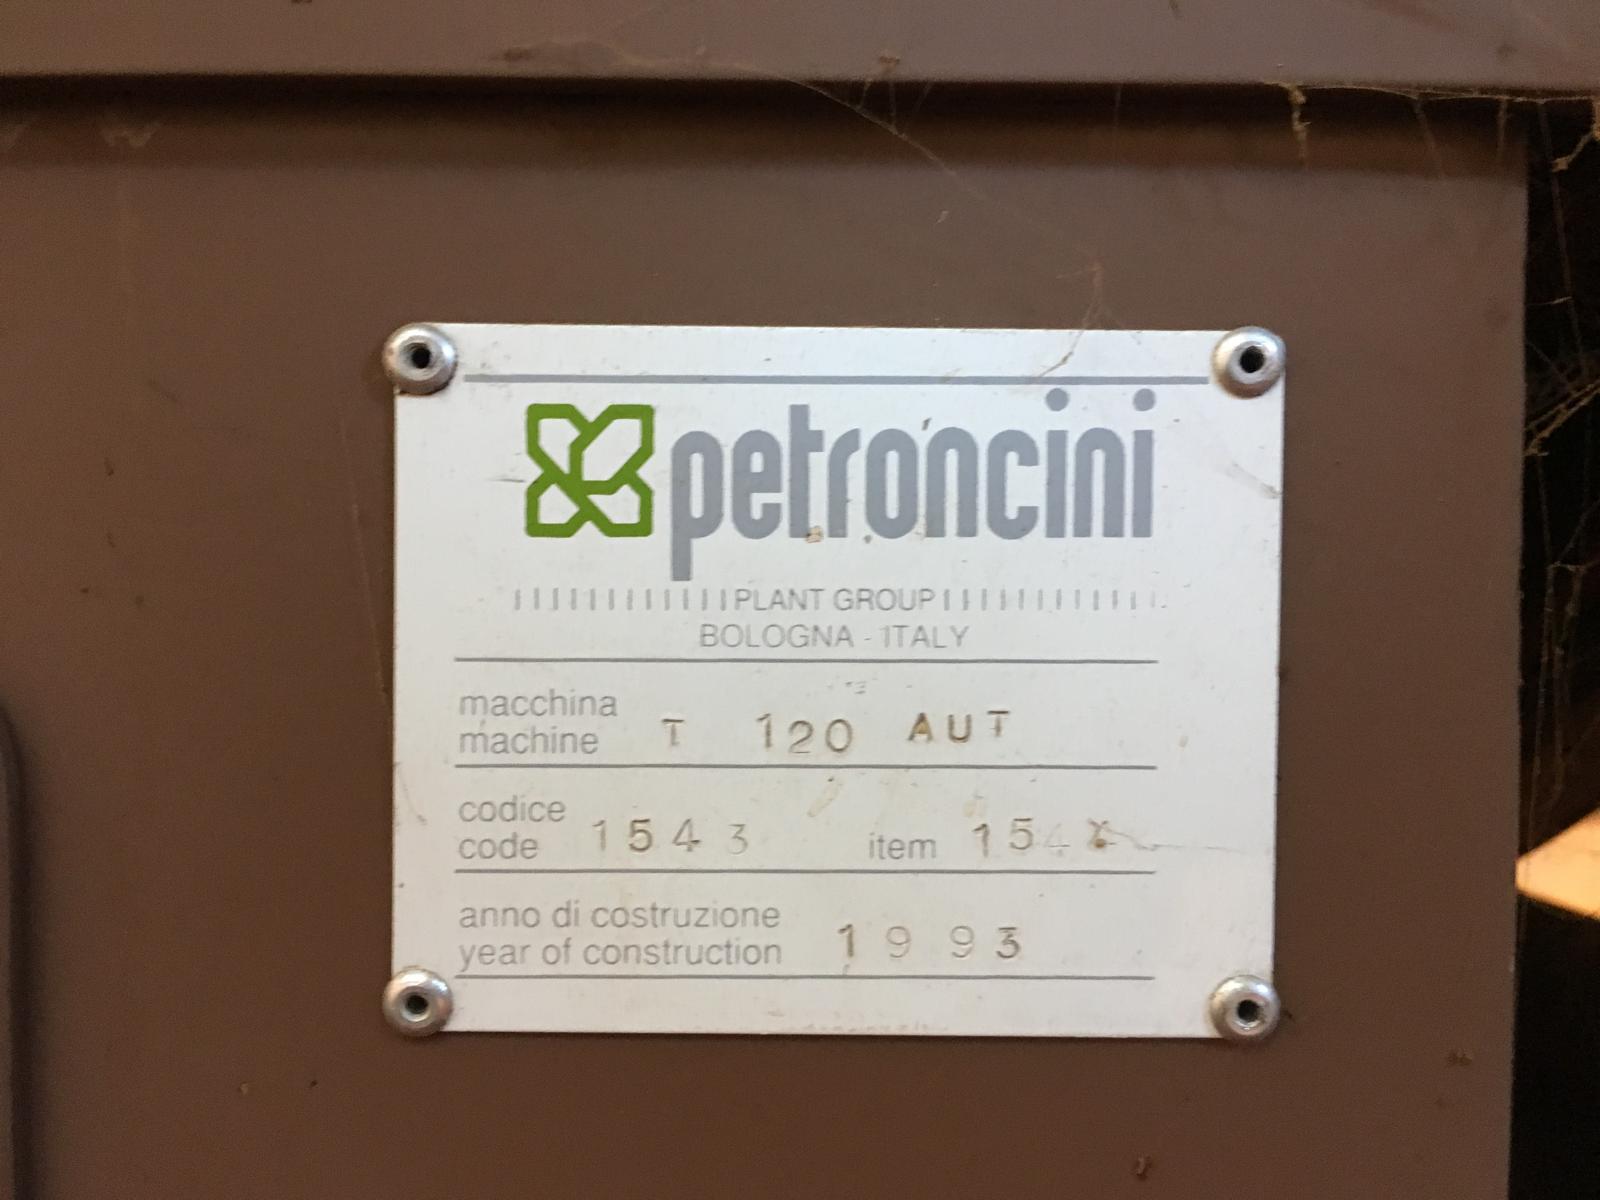 petroncini
PLANT GROUP
BOLOGNA - ITALY
macchina
machine T 120 AUT
codice
code 1543 item
anno di costruzione
year of construction 1993